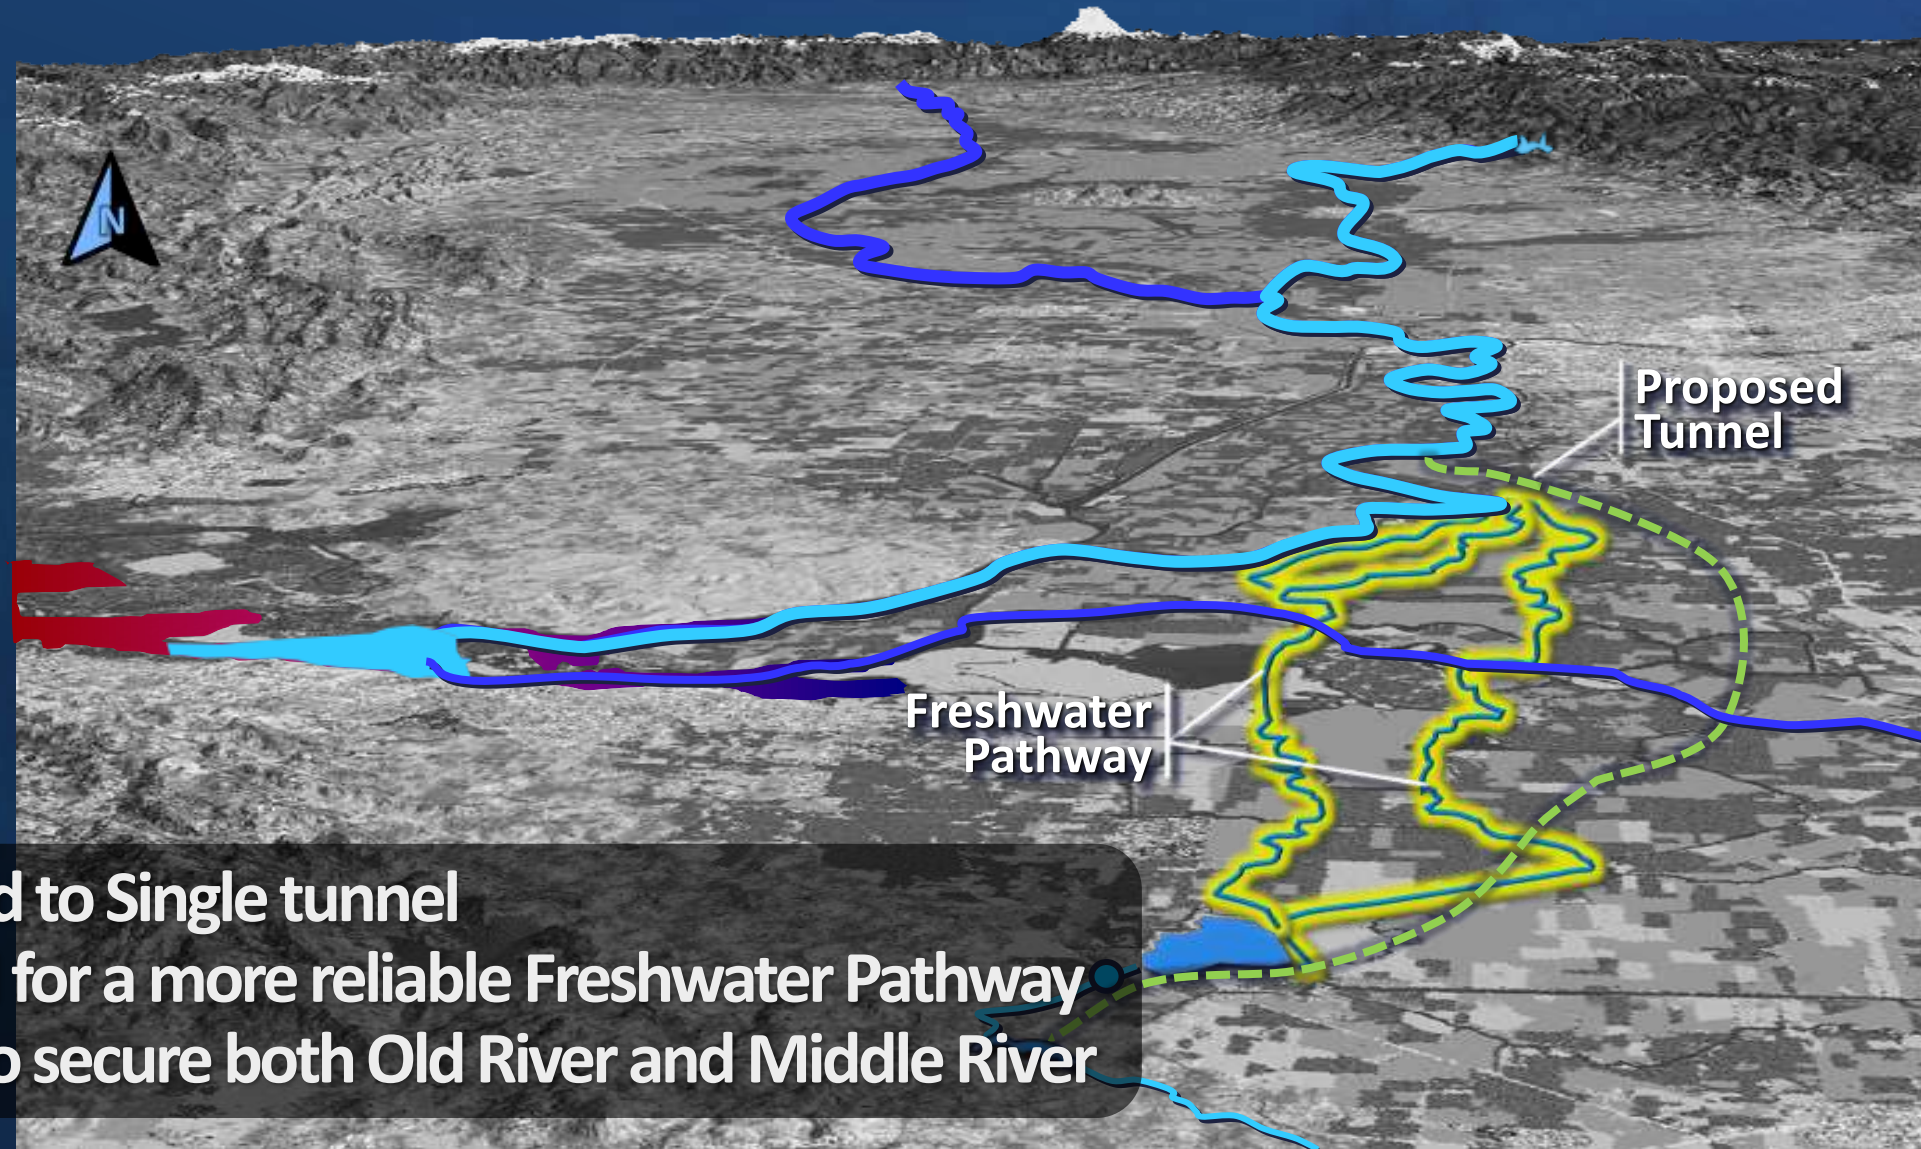 N
Proposed
Tunnel
Freshwater
Pathway
to Single tunnel
for a more reliable Freshwater Pathway
secure both Old River and Middle River